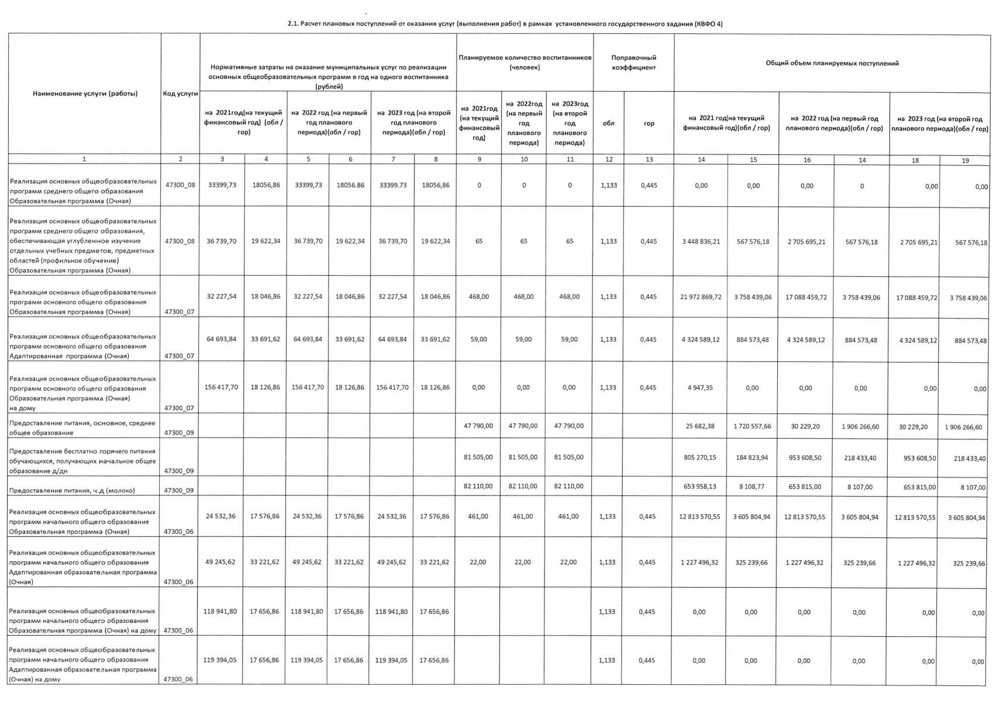 2.1. Расчет плановых поступлений от оказания услуг (выполнения работ) в рамках установленного государственного задания (КВФО 4)
Наименование услуги (работы)
Код услуги
Нормативные затраты на оказание муниципальных услуг по реализации
основных общеобразовательных программ в год на одного воспитанника
(рублей)
Планируемое количество воспитанников
(человек)
Поправочный
коэффициент
Общий объем планируемых поступлений
на 2021год(на текущий
финансовый год) (обл /
гор)
на 2022 год (на первый
год планового
периода)(обл / гор)
на 2023 год (на второй
год планового
периода)(обл / гор)
на 2021год
(на текущий
финансовый
год)
на 2022год
(на первый
год
планового
периода)
на 2023год
(на второй
год
планового
периода)
обл
гор
на 2021 год(на текущий
финансовый год)(обл / гор)
на 2022 год (на первый год
планового периода)(обл / гор)
на 2023 год (на второй год
планового периода)(обл / гор)
1 2 3 4 5 6 7 8 9 10 11 12 13 14 15 16 14 18 19
Реализация основных общеобразовательных
программ среднего общего образования
Образовательная программа (Очная)
47300_08 33399,73 18056,86 33399,73 18056.86 33399.73 18056,86 0 0 0 1,133 0,445 0,00 0,00 0,00 0 0,00 0,00
Реализация основных общеобразовательных
программ среднего общего образования,
обеспечивающая углубленное изучение
отдельных учебных предметов, предметных
областей (профильное обучение)
Образовательная программа (Очная)
47300_08 36 739,70 19 622,34 36 739,70 19 622,34 36 739,70 19 622,34 65 65 65 1,133 0,445 3 448 836,21 567 576,18 2 705 695,21 567 576,18 2 705 695,21 567 576,18
Реализация основных общеобразовательных
программ основного общего образования
Образовательная программа (Очная)
47300_07 32 227,54 18 046,86 32 227,54 18 046,86 32 227,54 18 046,86 468,00 468,00 468,00 1,133 0,445 21 972 869,72 3 758 439,06 17 088 459,72 3 758 439,06 17 088 459,72 3 758 439,06
Реализация основных общеобразовательных
программ основного общего образования
Адаптированная программа (Очная)
47300_07 64 693,84 33 691,62 64 693,84 33 691,62 64 693,84 33 691,62 59,00 59,00 59,00 1,133 0,445 4 324 589,12 884 573,48 4 324 589,12 884 573,48 4 324 589,12 884 573,48
Реализация основных общеобразовательных
программ основного общего образования
Образовательная программа (Очная)
на дому
47300_07 156 417,70 18 126,86 156 417,70 18 126,86 156 417,70 18 126,86 0,00 0,00 0,00 1,133 0,445 4 947,35 0,00 0,00 0,00 0,00 0,00
Предоставление питания, основное, среднее
общее образование
47300_09 47 790,00 47 790,00 47 790,00 25 682,38 1 720 557,66 30 229,20 1 906 266,60 30 229,20 1 906 266,60
Предоставление бесплатно горячего питания
обучающихся, получающих начальное общее
образование д/дн
47300_09 81 505,00 81 505,00 81 505,00 805 270,15 184 823,94 953 608,50 218 433,40 953 608,50 218 433,40
Предоставление питания, ч.д (молоко)
47300_09 82 110,00 82 110,00 82 110,00 653 958,13 8 108,77 653 815,00 8 107,00 653 815,00 8 107,00
Реализация основных общеобразовательных
программ начального общего образования
Образовательная программа (Очная)
47300_06 24 532,36 17 576,86 24 532,36 17 576,86 24 532,36 17 576,86 461,00 461,00 461,00 1,133 0,445 12 813 570,55 3 605 804,94 12 813 570,55 3 605 804,94 12 813 570,55 3 605 804,94
Реализация основных общеобразовательных
программ начального общего образования
Адаптированная образовательная программа
(Очная)
47300_06 49 245,62 33 221,62 49 245,62 33 221,62 49 245,62 33 221,62 22,00 22,00 22,00 1,133 0,445 1 227 496,32 325 239,66 1 227 496,32 325 239,66 1 227 496,32 325 239,66
Реализация основных общеобразовательных
программ начального общего образования
Образовательная программа (Очная) на дому
47300_06 118 941,80 17 656,86 118 941,80 17 656,86 118 941,80 17 656,86 1,133 0,445 0,00 0,00 0,00 0,00 0,00 0,00
Реализация основных общеобразовательных
программ начального общего образования
Адаптированная образовательная программа
(Очная) на дому
47300_06 119 394,05 17 656,86 119 394,05 17 656,86 119 394,05 17 656,86 1,133 0,445 0,00 0,00 0,00 0,00 0,00 0,00